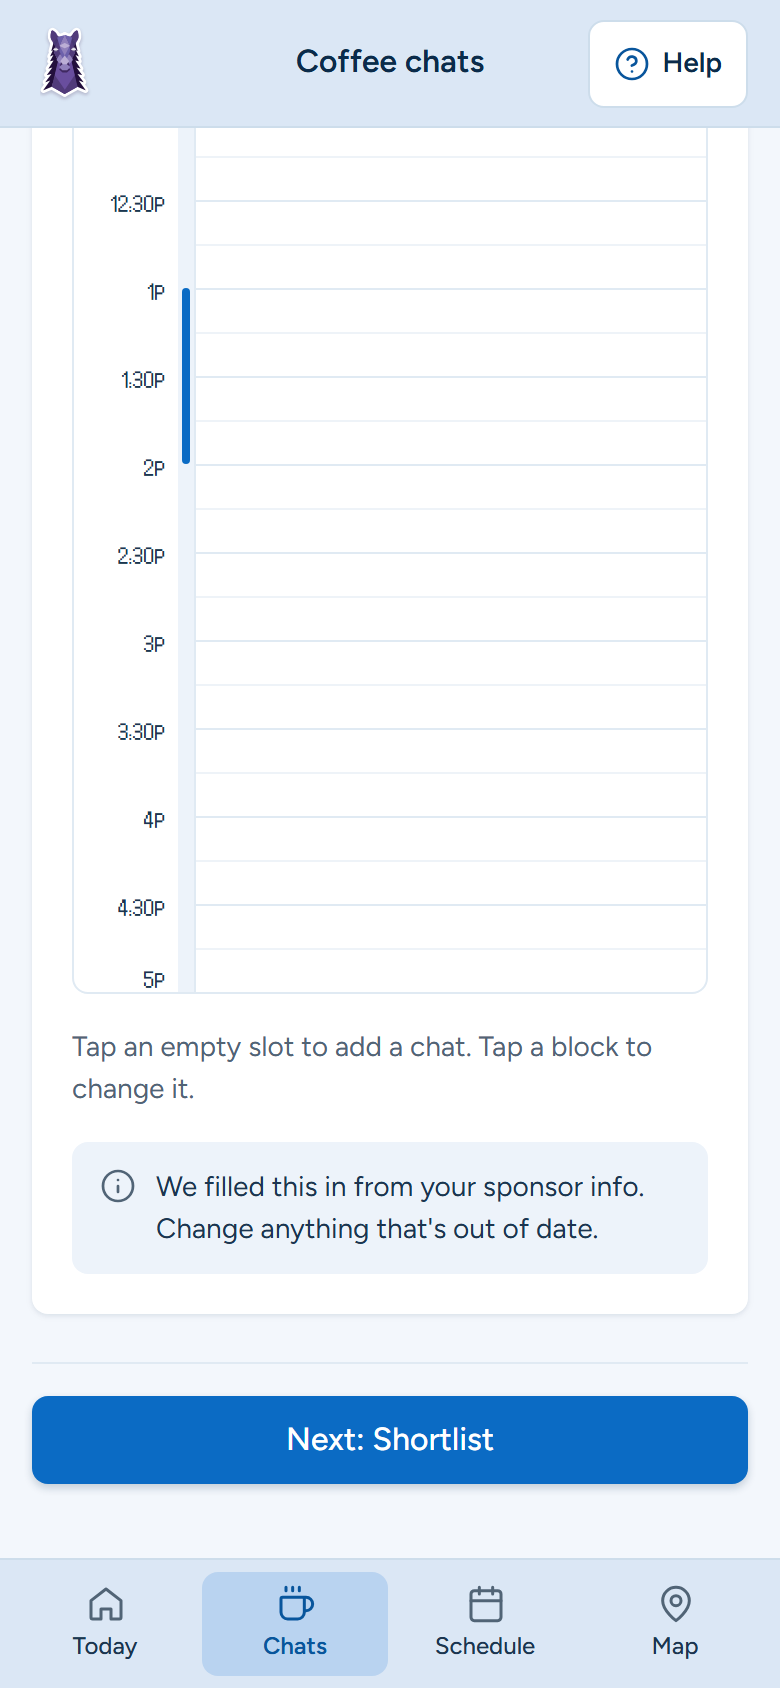 Coffee chats
Help
12:30P
1P
1:30P
2P
2:30P
3P
3:30P
4P
4:30P
5P
Tap an empty slot to add a chat. Tap a block to
change it.
We filled this in from your sponsor info.
Change anything that's out of date.
Next: Shortlist
Today
Chats
Schedule
Map